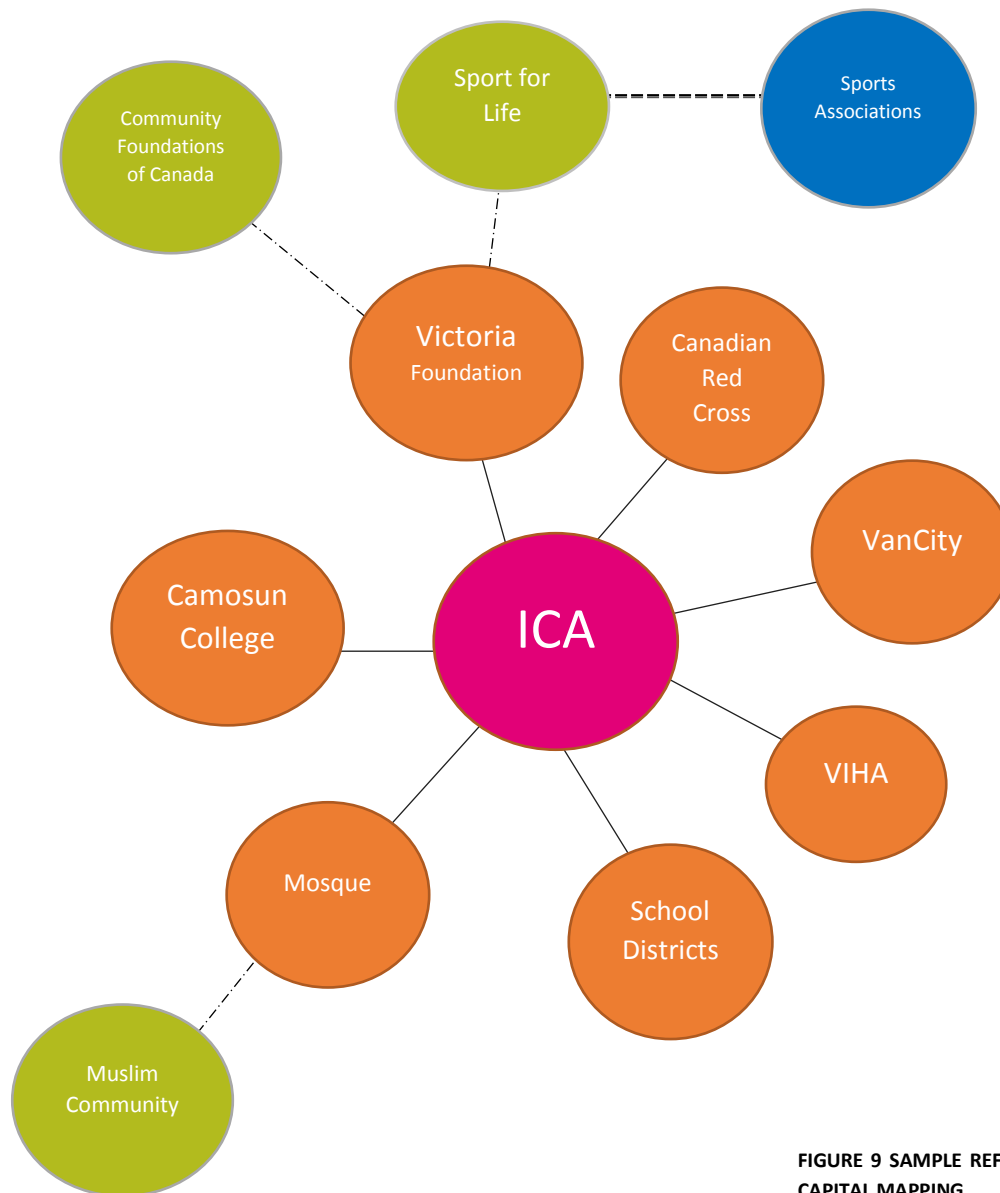 Sport for
Life
Sports
Associations
Community
Foundations
of Canada
Victoria
Foundation
Canadian
Red
Cross
VanCity
Camosun
College
ICA
VIHA
Mosque
School
Districts
Muslim
Community
FIGURE 9 SAMPLE REF
CAPITAL MAPPING